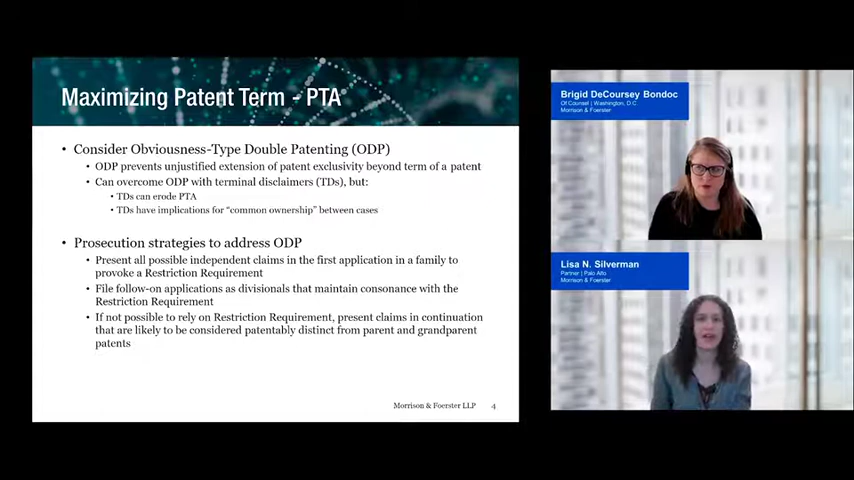 Maximizing Patent Term - PTA
• Consider Obviousness-Type Double Patenting (ODP)
• ODP prevents unjustified extension of patent exclusivity beyond term of a patent
• Can overcome ODP with terminal disclaimers (TDs), but:
• TDs can erode PTA
• TDs have implications for "common ownership" between cases
• Prosecution strategies to address ODP
• Present all possible independent claims in the first application in a family to
provoke a Restriction Requirement
• File follow-on applications as divisionals that maintain consonance with the
Restriction Requirement
• If not possible to rely on Restriction Requirement, present claims in continuation
that are likely to be considered patentably distinct from parent and grandparent
patents
Morrison & Foerster LLP 4
Brigid DeCoursey Bondoc
Of Counsel | Washington, D.C
Morrison & Foerster
Lisa N. Silverman
Partner | Palo Alto
Morrison & Foerster